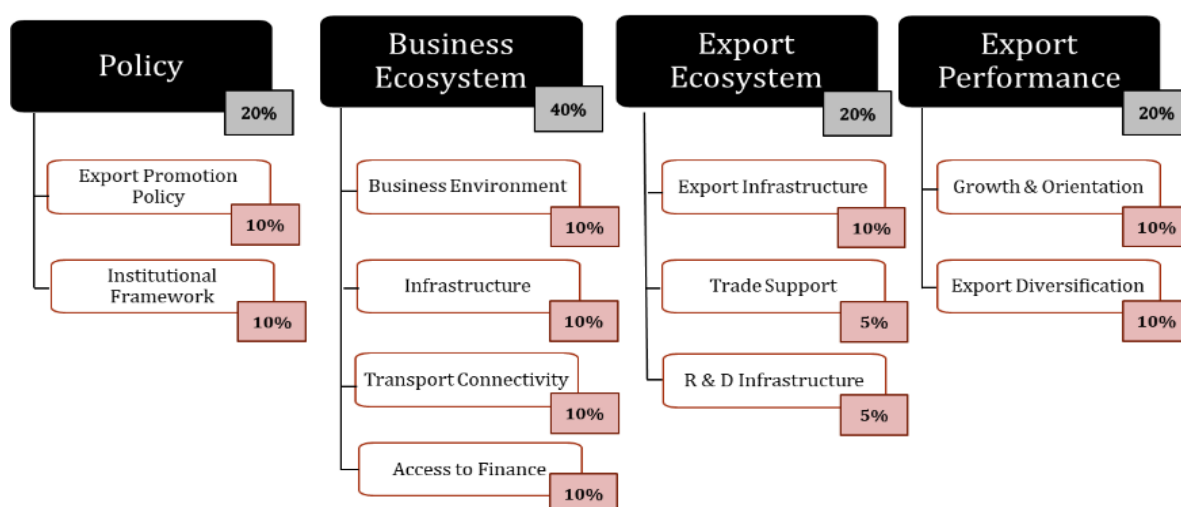 Policy
20%
Export Promotion
Policy
10%
Institutional
Framework
10%
Business
Ecosystem
40%
Business Environment
10%
Infrastructure
10%
Transport Connectivity
10%
Access to Finance
10%
Export
Ecosystem
20%
Export Infrastructure
10%
Trade Support
5%
R & D Infrastructure
5%
Export
Performance
20%
Growth & Orientation
10%
Export Diversification
10%